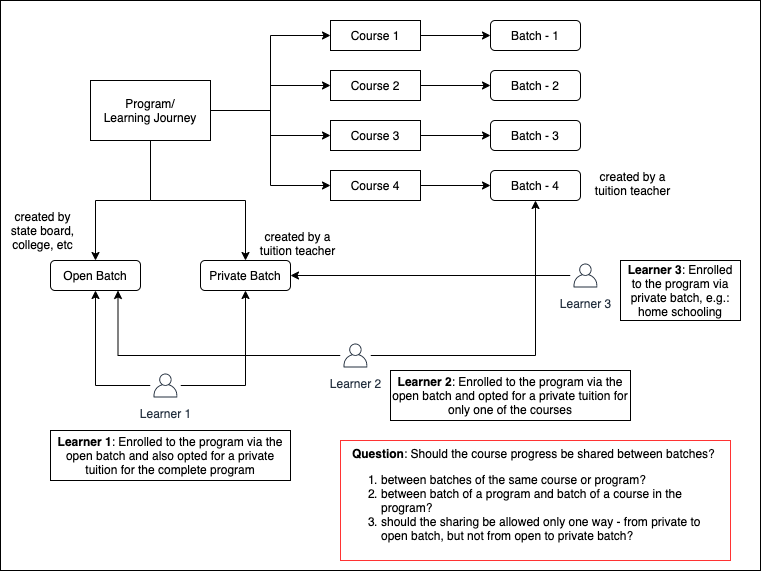 Course 1
Batch - 1
Course 2
Batch - 2
Program/
Learning Journey
Course 3
Batch - 3
Course 4
Batch - 4
created by a
tuition teacher
created by
state board,
college, etc
created by a
tuition teacher
Open Batch
Private Batch
Learner 3
Learner 3: Enrolled
to the program via
private batch, e.g.:
home schooling
Learner 2
Learner 2: Enrolled to the program via the
open batch and opted for a private tuition for
only one of the courses
Learner 1
Learner 1: Enrolled to the program via the
open batch and also opted for a private
tuition for the complete program
Question: Should the course progress be shared between batches?
1. between batches of the same course or program?
2. between batch of a program and batch of a course in the
program?
3. should the sharing be allowed only one way - from private to
open batch, but not from open to private batch?